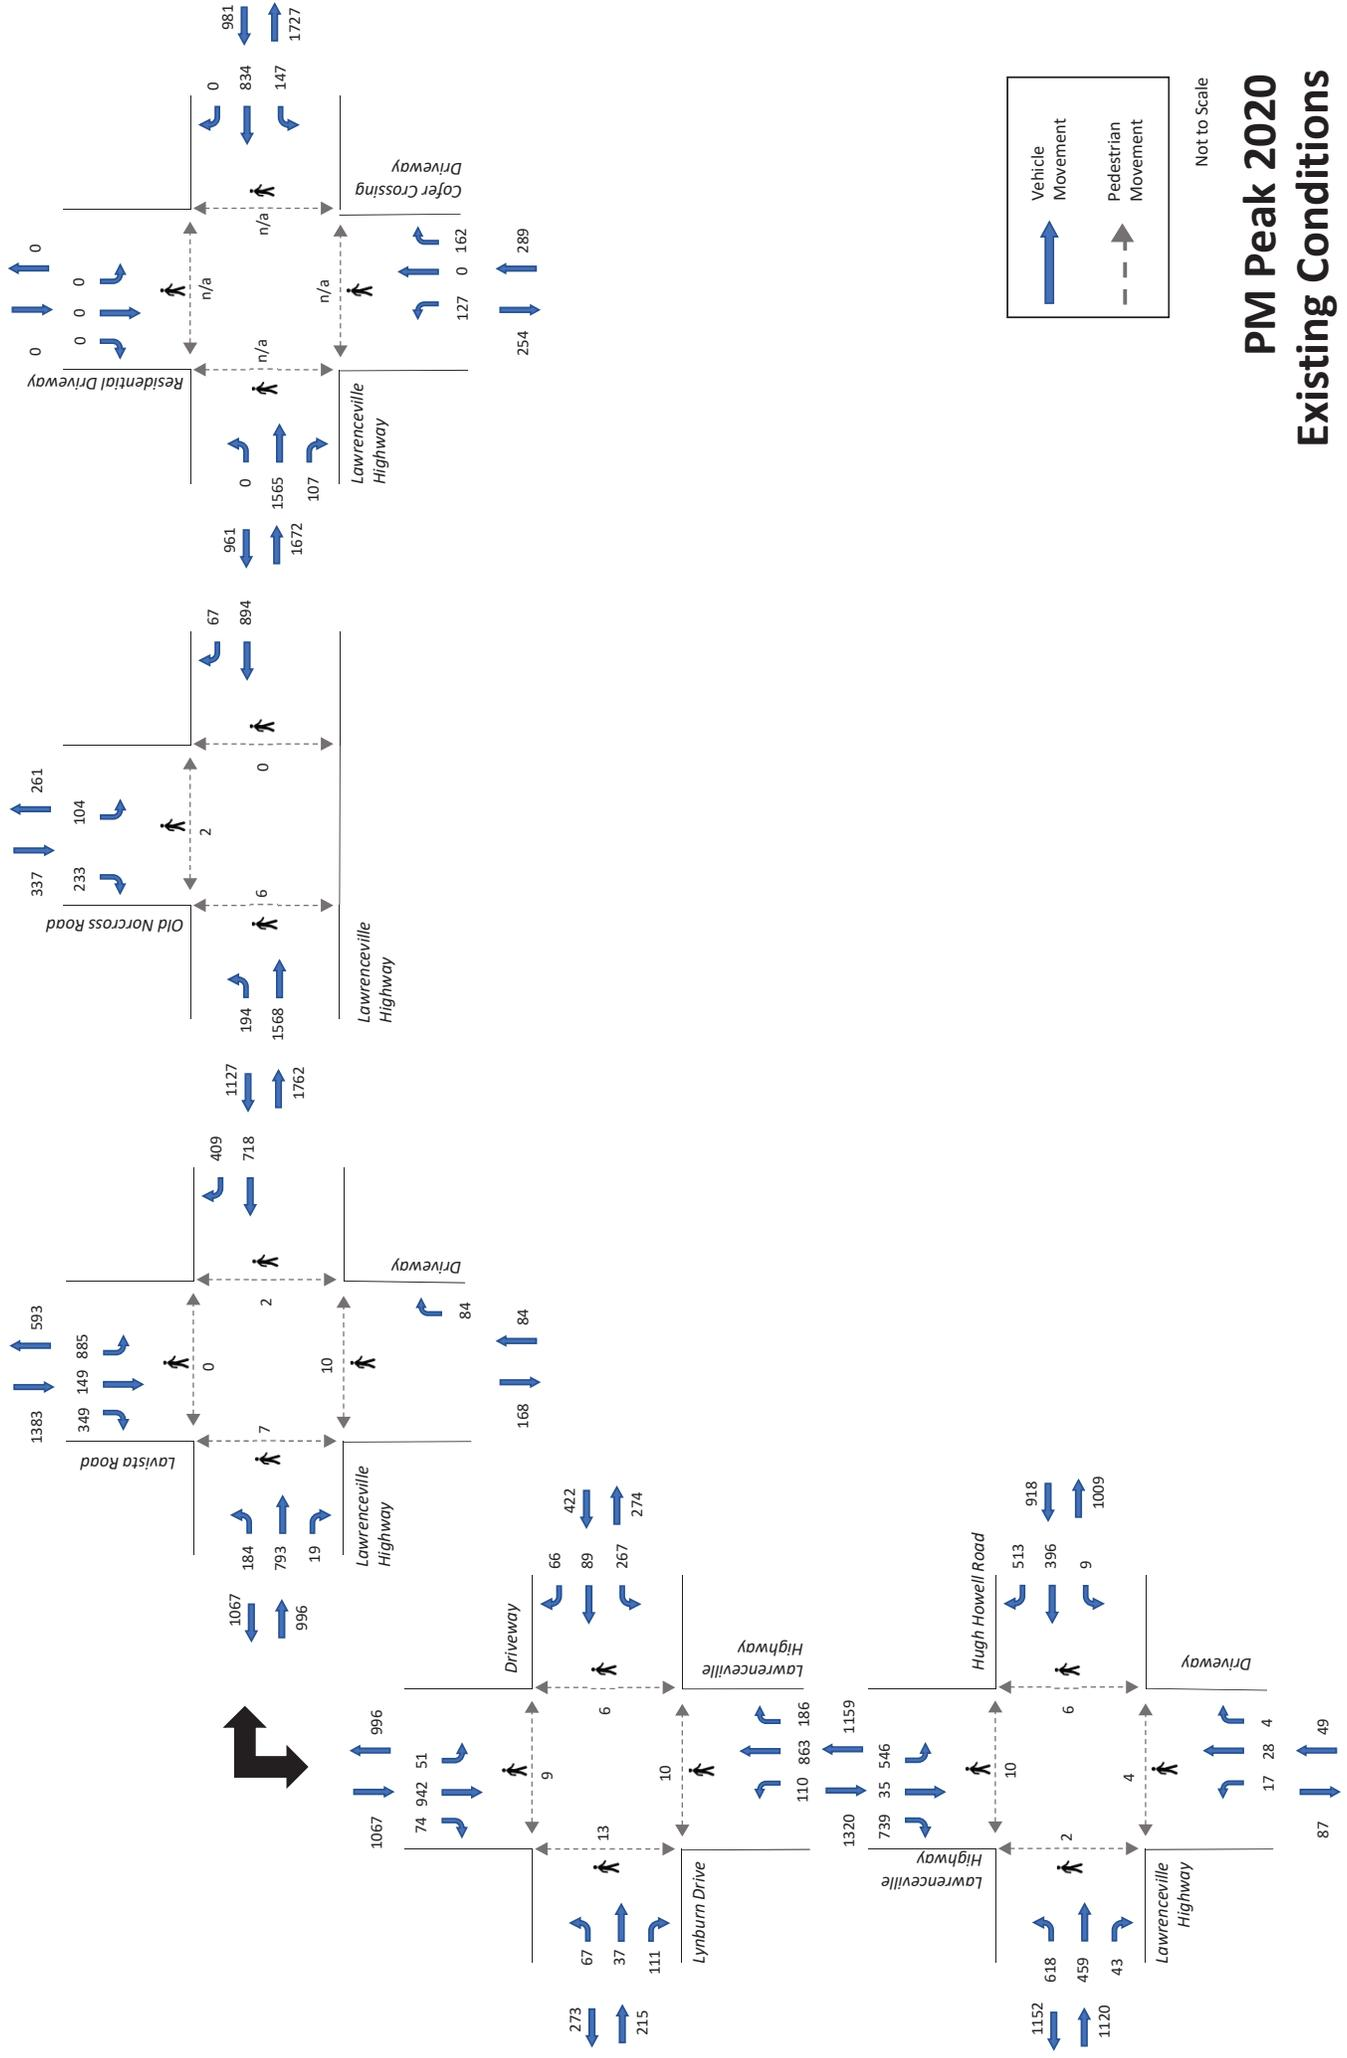 PM Peak 2020
Existing Conditions
Not to Scale
Vehicle
Movement
Pedestrian
Movement
981
1727
0
834
147
n/a
Cofer Crossing
Driveway
0
0
0
0
0
n/a
Residential Driveway
n/a
162
0
127
289
254
n/a
Lawrenceville
Highway
0
1565
107
961
1672
67
894
0
261
337
104
233
2
Old Norcross Road
6
Lawrenceville
Highway
194
1568
1127
1762
409
718
2
Driveway
593
1383
885
149
349
0
Lavista Road
10
84
84
168
7
Lawrenceville
Highway
184
793
19
1067
996
996
1067
51
942
74
9
Driveway
66
89
267
422
274
6
Lawrenceville
Highway
13
10
186
863
110
Lynburn Drive
67
37
111
273
215
1159
1320
546
35
739
10
Hugh Howell Road
513
396
9
918
1009
6
Driveway
4
4
28
17
49
87
2
Lawrenceville
Highway
Lawrenceville
Highway
618
459
43
1152
1120